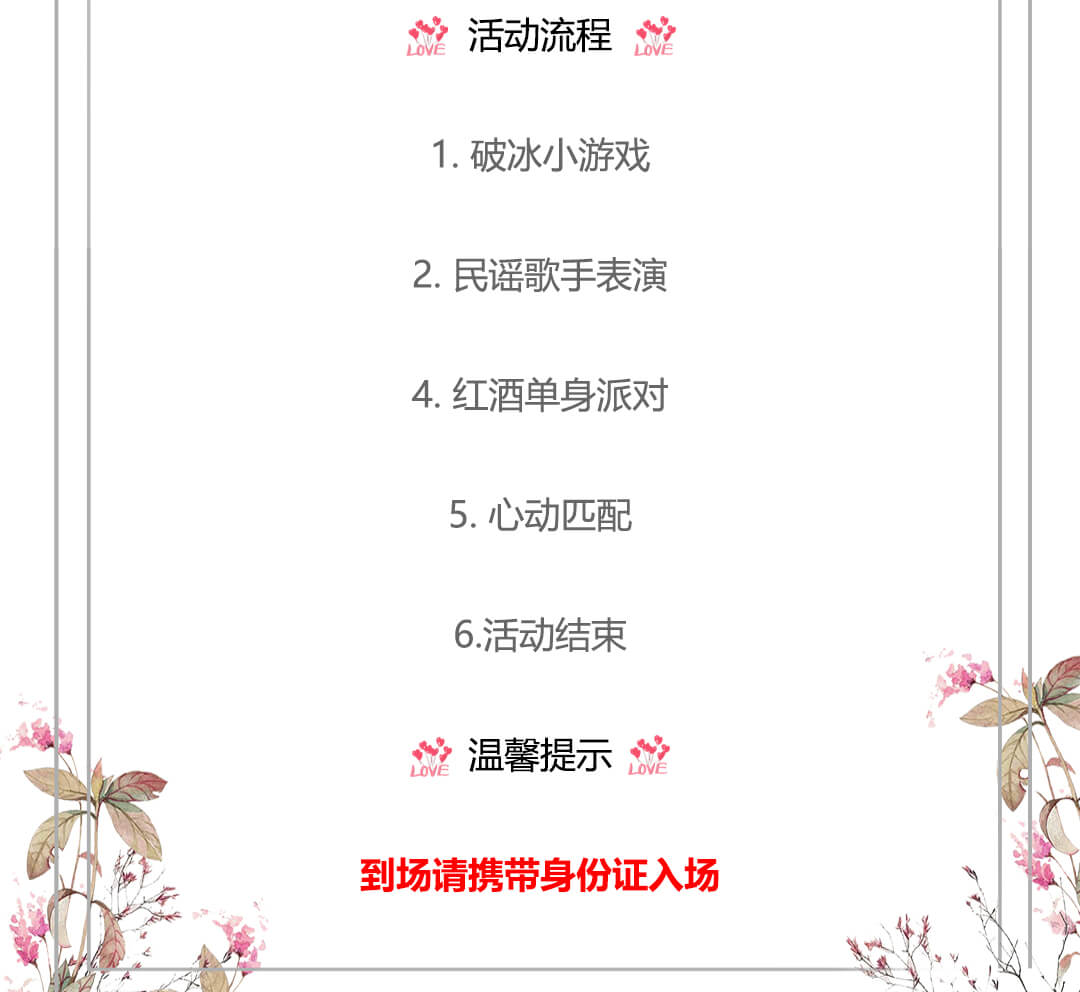 LOVE 活动流程 LOVE
1. 破冰小游戏
2. 民谣歌手表演
4. 红酒单身派对
5. 心动匹配
6.活动结束
LOVE 温馨提示 LOVE
到场请携带身份证入场